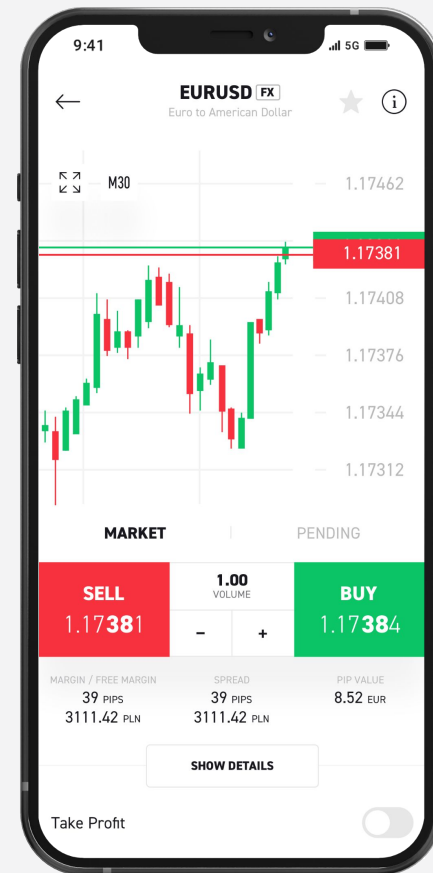 9:41
5G
EURUSD FX
Euro to American Dollar
i
M30
1.17462
1.17381
1.17408
1.17376
1.17344
1.17312
MARKET
PENDING
SELL
1.17381
1.00
VOLUME
-
+
BUY
1.17384
MARGIN / FREE MARGIN
39 PIPS
3111.42 PLN
SPREAD
39 PIPS
3111.42 PLN
PIP VALUE
8.52 EUR
SHOW DETAILS
Take Profit